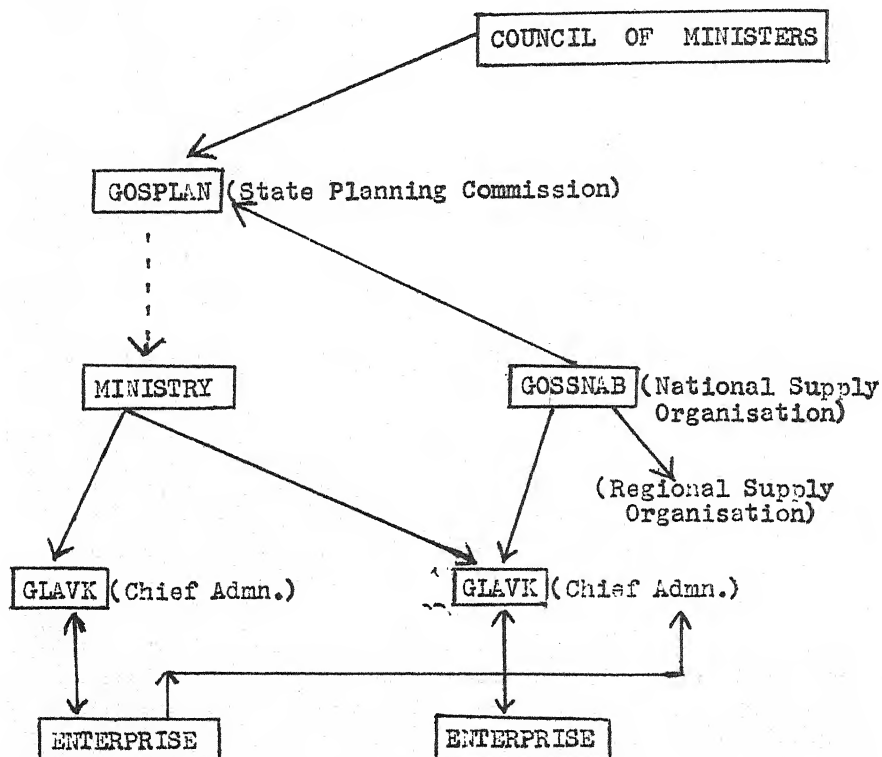 COUNCIL OF MINISTERS
GOSPLAN (State Planning Commission)
MINISTRY
GOSSNAB (National Supply
Organisation)
(Regional Supply
Organisation)
GLAVK (Chief Admn.)
GLAVK (Chief Admn.)
ENTERPRISE
ENTERPRISE